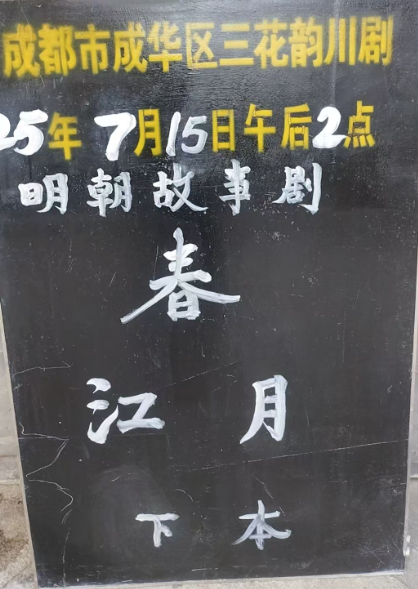 成都市成华区三花韵川剧
25年7月15日午后2点
明朝故事剧
春
江月
下本